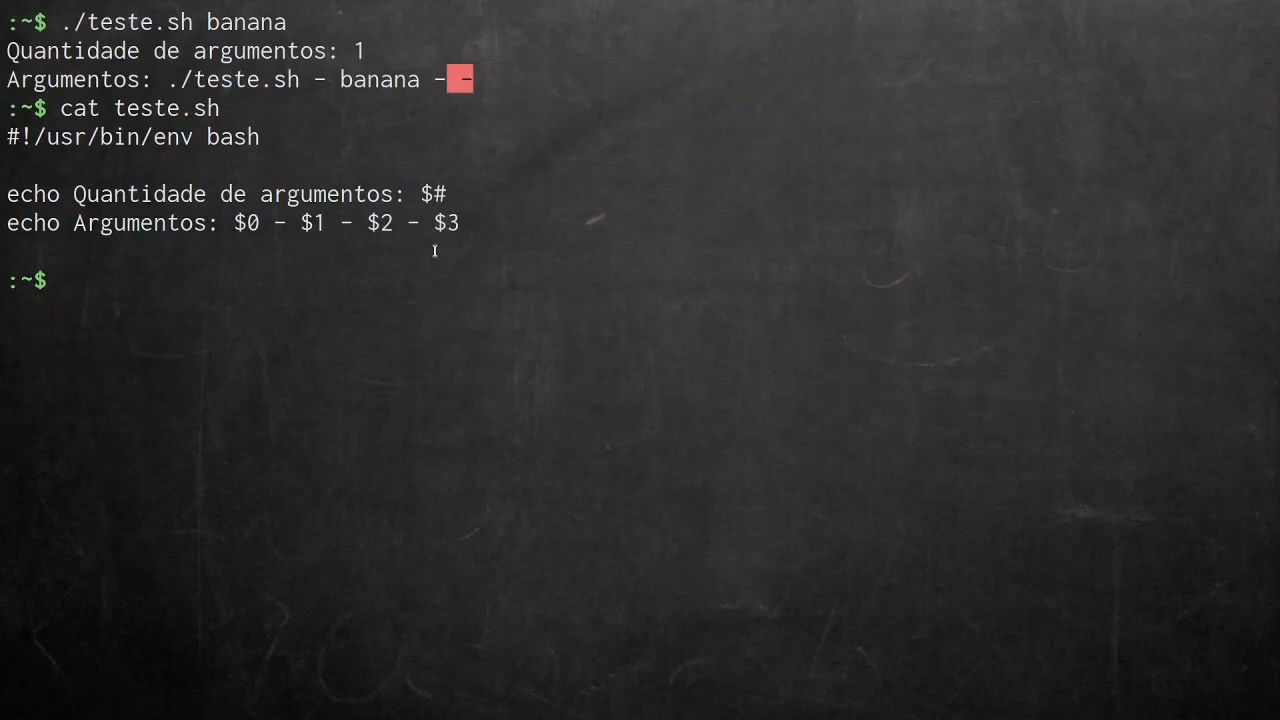 :~$ ./teste.sh banana
Quantidade de argumentos: 1
Argumentos: ./teste.sh - banana - -
:~$ cat teste.sh
#!/usr/bin/env bash
echo Quantidade de argumentos: $#
echo Argumentos: $0 - $1 - $2 - $3
:~$